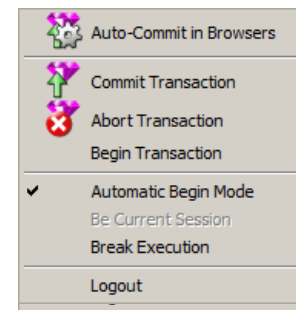 Auto-Commit in Browsers
Commit Transaction
Abort Transaction
Begin Transaction
Automatic Begin Mode
Be Current Session
Break Execution
Logout